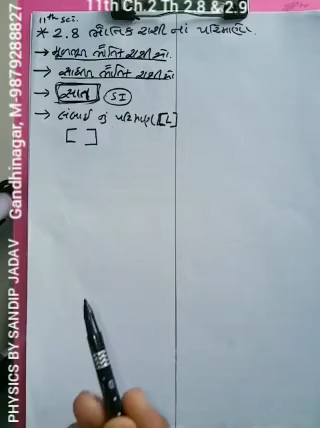 11th Ch.2 Th 2.8 & 2.9
11th sci.
* 2.8 ભૌતિક રાશીનાં પરિમાણો
→ મૂળભૂત ભૌતિક રાશીઓ.
→ સાધિત ભૌતિક રાશીઓ
→ સાત SI
→ લંબાઈ નું પરિમાણ [L]
[ ]
PHYSICS BY SANDIP JADAV Gandhinagar, M-9879288827